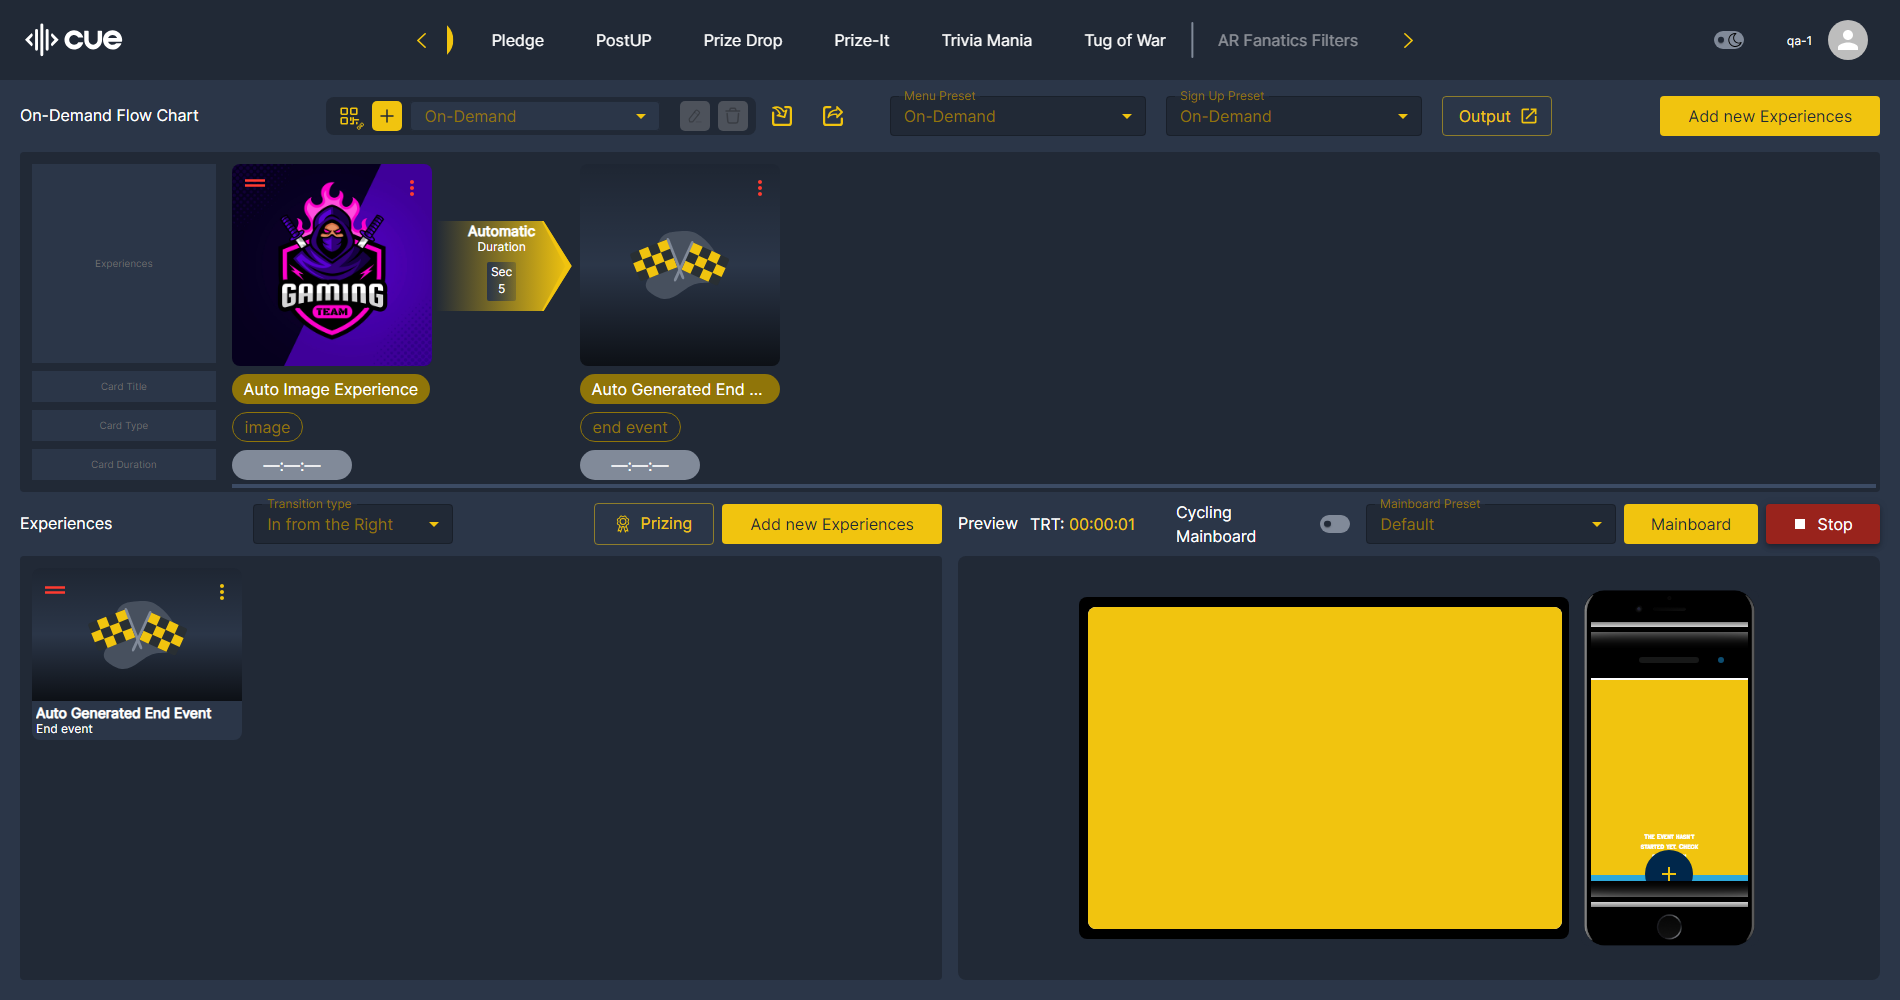 cue
Pledge
PostUP
Prize Drop
Prize-It
Trivia Mania
Tug of War
AR Fanatics Filters
qa-1
On-Demand Flow Chart
On-Demand
Menu Preset
On-Demand
Sign Up Preset
On-Demand
Output
Add new Experiences
Experiences
GAMING
TEAM
Automatic
Duration
Sec
5
Card Title
Auto Image Experience
Auto Generated End ...
Card Type
image
end event
Card Duration
—:—:—
—:—:—
Experiences
Transition type
In from the Right
Prizing
Add new Experiences
Preview
TRT: 00:00:01
Cycling
Mainboard
Mainboard Preset
Default
Mainboard
Stop
Auto Generated End Event
End event
THE EVENT HASN'T
STARTED YET. CHECK